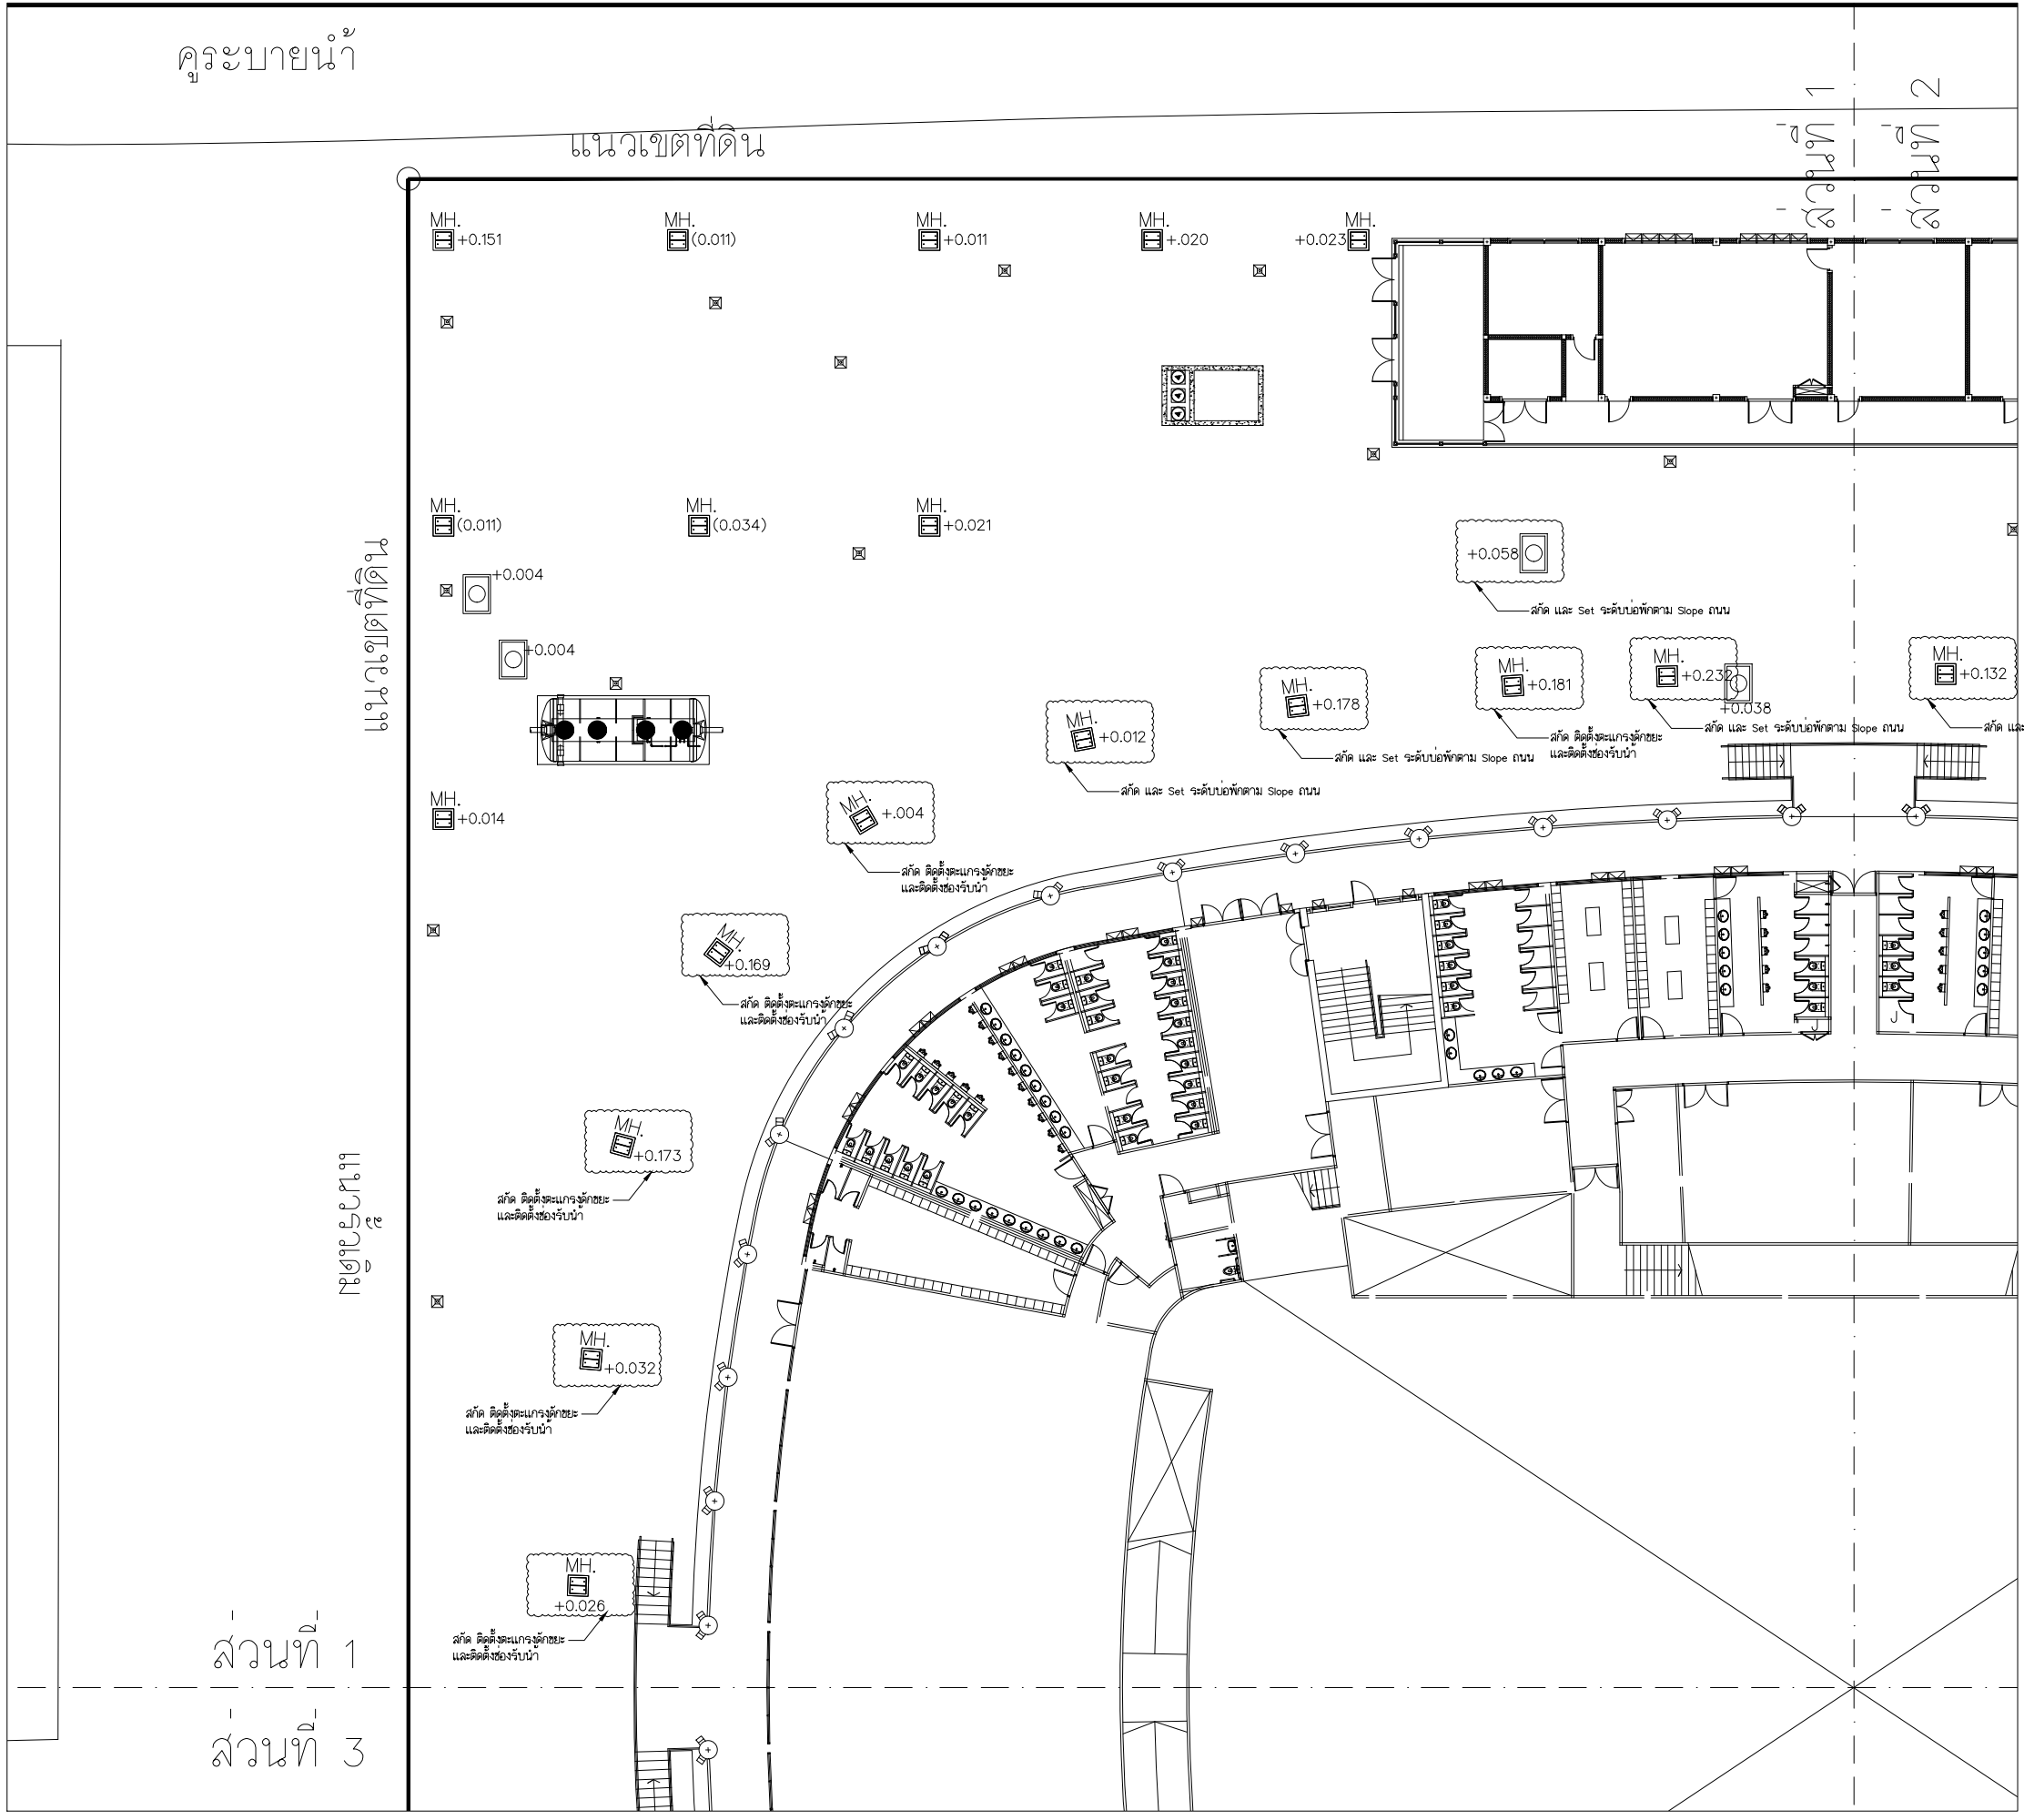 คูระบายน้ำ
แนวเขตที่ดิน
ส่วนที่ 1
ส่วนที่ 2
MH.
+0.151
MH.
(0.011)
MH.
+0.011
MH.
+.020
MH.
+0.023
MH.
(0.011)
MH.
(0.034)
MH.
+0.021
แนวเขตที่ดิน
+0.004
+0.004
+0.058
สกัด และ Set ระดับบ่อพักตาม Slope ถนน
MH.
+0.012
สกัด และ Set ระดับบ่อพักตาม Slope ถนน
MH.
+0.178
สกัด และ Set ระดับบ่อพักตาม Slope ถนน
MH.
+0.181
สกัด ติดตั้งตะแกรงดักขยะ
และติดตั้งช่องรับน้ำ
MH.
+0.232
+0.038
สกัด และ Set ระดับบ่อพักตาม Slope ถนน
MH.
+0.132
สกัด และ
MH.
+0.014
MH.
+.004
สกัด ติดตั้งตะแกรงดักขยะ
และติดตั้งช่องรับน้ำ
MH.
+0.169
สกัด ติดตั้งตะแกรงดักขยะ
และติดตั้งช่องรับน้ำ
J
J
MH.
+0.173
สกัด ติดตั้งตะแกรงดักขยะ
และติดตั้งช่องรับน้ำ
แนวรั้วเดิม
MH.
+0.032
สกัด ติดตั้งตะแกรงดักขยะ
และติดตั้งช่องรับน้ำ
MH.
+0.026
สกัด ติดตั้งตะแกรงดักขยะ
และติดตั้งช่องรับน้ำ
ส่วนที่ 1
ส่วนที่ 3